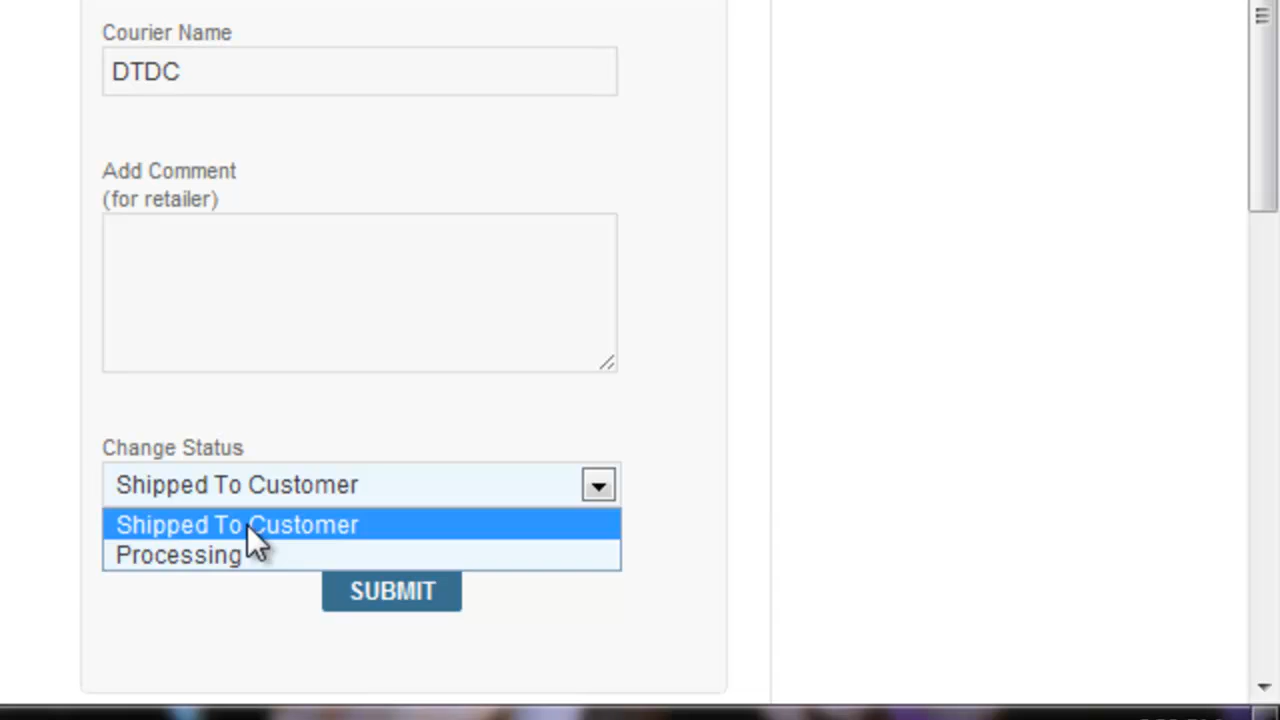 Courier Name
DTDC
Add Comment
(for retailer)
Change Status
Shipped To Customer
Shipped To Customer
Processing
SUBMIT